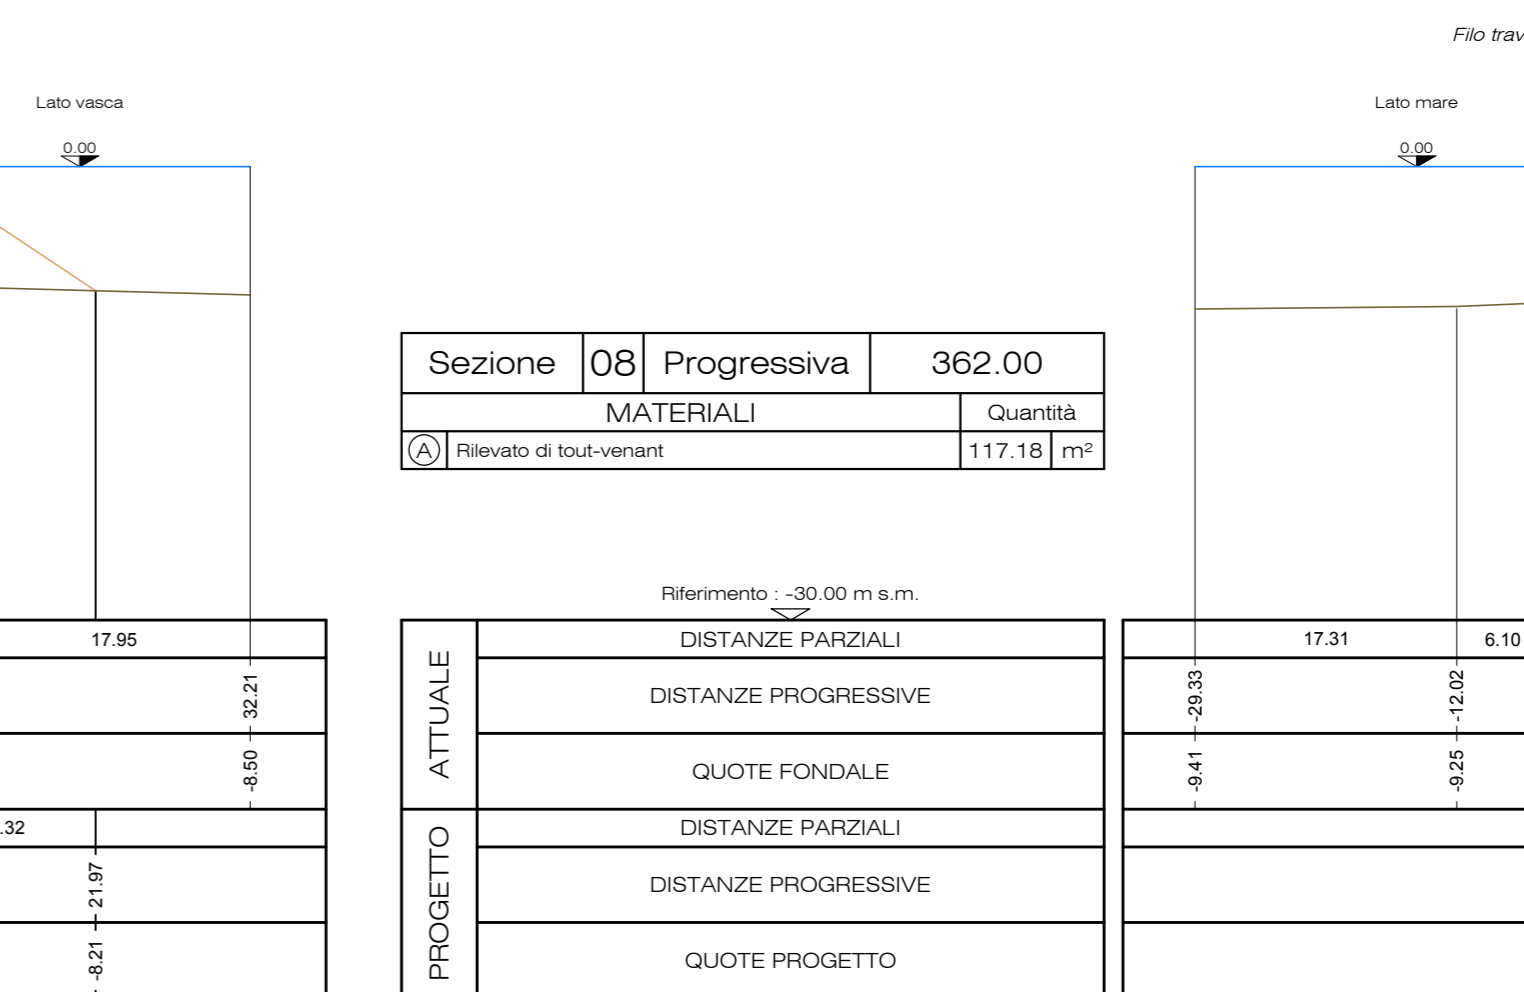 Filo trav
Lato vasca
Lato mare
0.00
0.00
Sezione 08 Progressiva 362.00
MATERIALI Quantità
A Rilevato di tout-venant 117.18 m²
Riferimento : -30.00 m s.m.
17.95
32.21
-8.50
.32
21.97
-8.21
ATTUALE
DISTANZE PARZIALI
DISTANZE PROGRESSIVE
QUOTE FONDALE
PROGETTO
DISTANZE PARZIALI
DISTANZE PROGRESSIVE
QUOTE PROGETTO
17.31 6.10
-29.33 -12.02
-9.41 -9.25